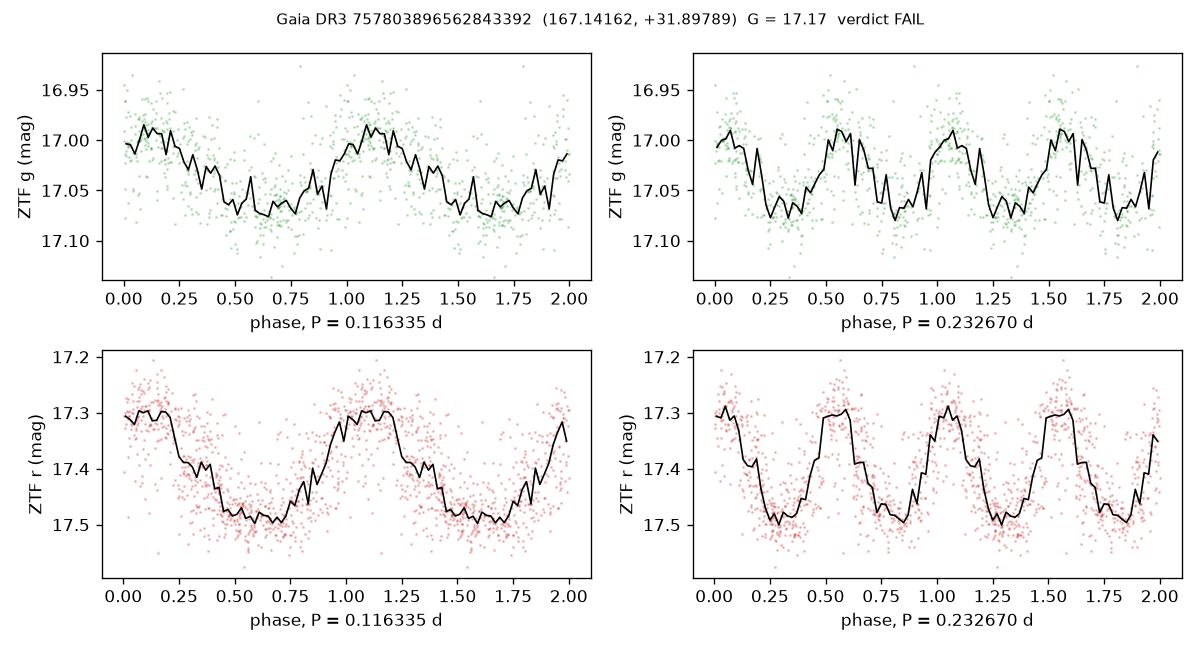 Gaia DR3 757803896562843392 (167.14162, +31.89789) G = 17.17 verdict FAIL
ZTF g (mag)
16.95
17.00
17.05
17.10
0.00 0.25 0.50 0.75 1.00 1.25 1.50 1.75 2.00
phase, P = 0.116335 d
ZTF g (mag)
16.95
17.00
17.05
17.10
0.00 0.25 0.50 0.75 1.00 1.25 1.50 1.75 2.00
phase, P = 0.232670 d
ZTF r (mag)
17.2
17.3
17.4
17.5
0.00 0.25 0.50 0.75 1.00 1.25 1.50 1.75 2.00
phase, P = 0.116335 d
ZTF r (mag)
17.2
17.3
17.4
17.5
0.00 0.25 0.50 0.75 1.00 1.25 1.50 1.75 2.00
phase, P = 0.232670 d